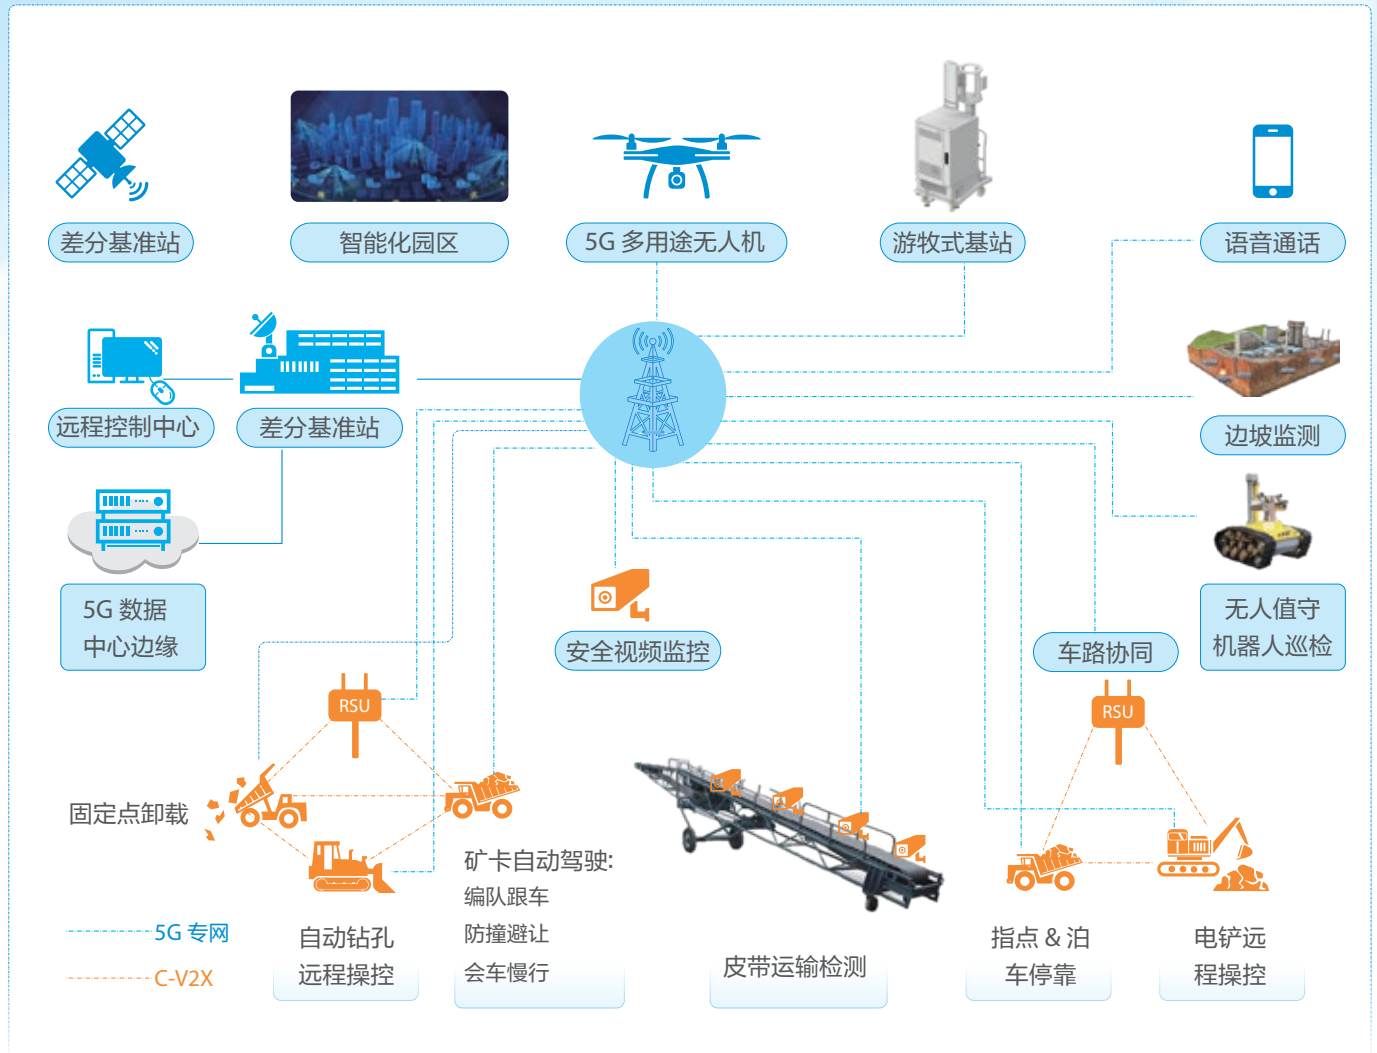 差分基准站
智能化园区
5G 多用途无人机
游牧式基站
语音通话
远程控制中心
差分基准站
边坡监测
5G 数据
中心边缘
安全视频监控
车路协同
无人值守
机器人巡检
RSU
RSU
固定点卸载
矿卡自动驾驶:
编队跟车
防撞避让
会车慢行
5G 专网
C-V2X
自动钻孔
远程操控
皮带运输检测
指点 & 泊
车停靠
电铲远
程操控